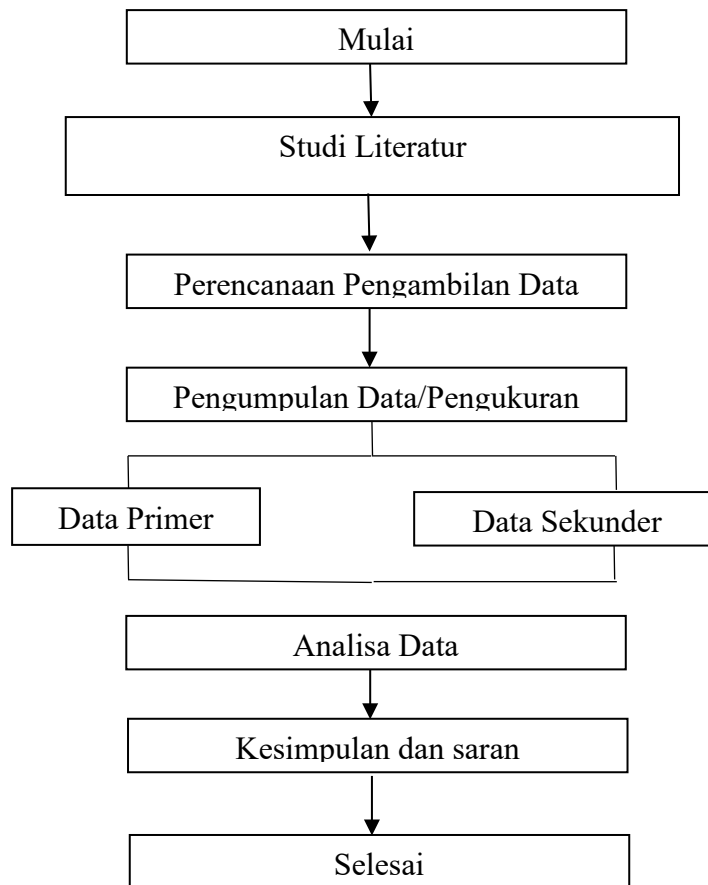 Mulai
Studi Literatur
Perencanaan Pengambilan Data
Pengumpulan Data/Pengukuran
Data Primer
Data Sekunder
Analisa Data
Kesimpulan dan saran
Selesai